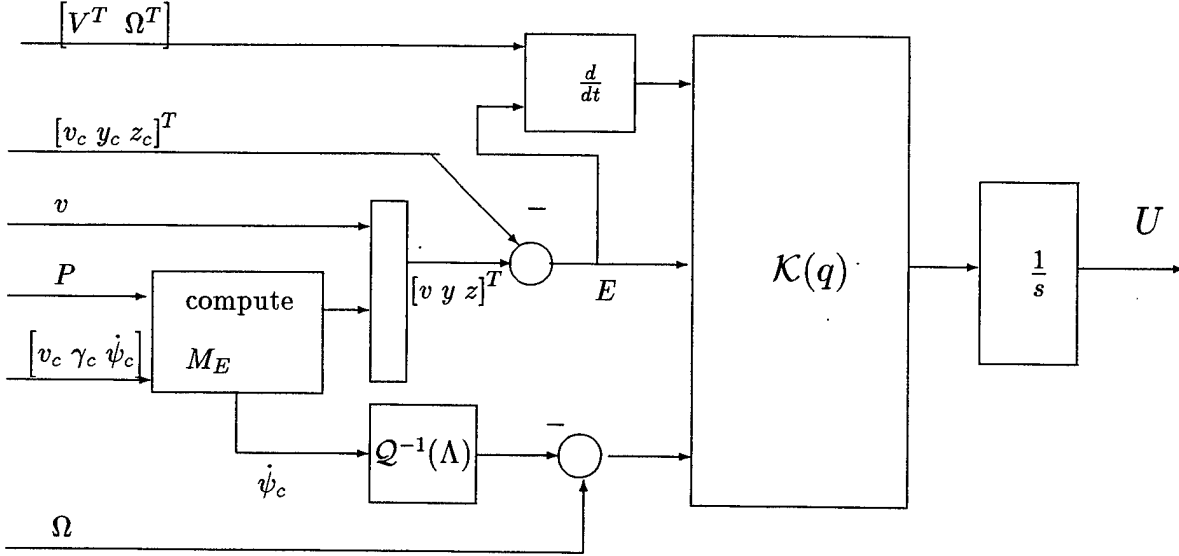 [V^T Ω^T]
d/dt
[v_c y_c z_c]^T
−
v
U
P
compute
M_E
[v y z]^T
E
𝒦(q)
1/s
[v_c γ_c ψ̇_c]
−
𝒬^{-1}(Λ)
ψ̇_c
Ω